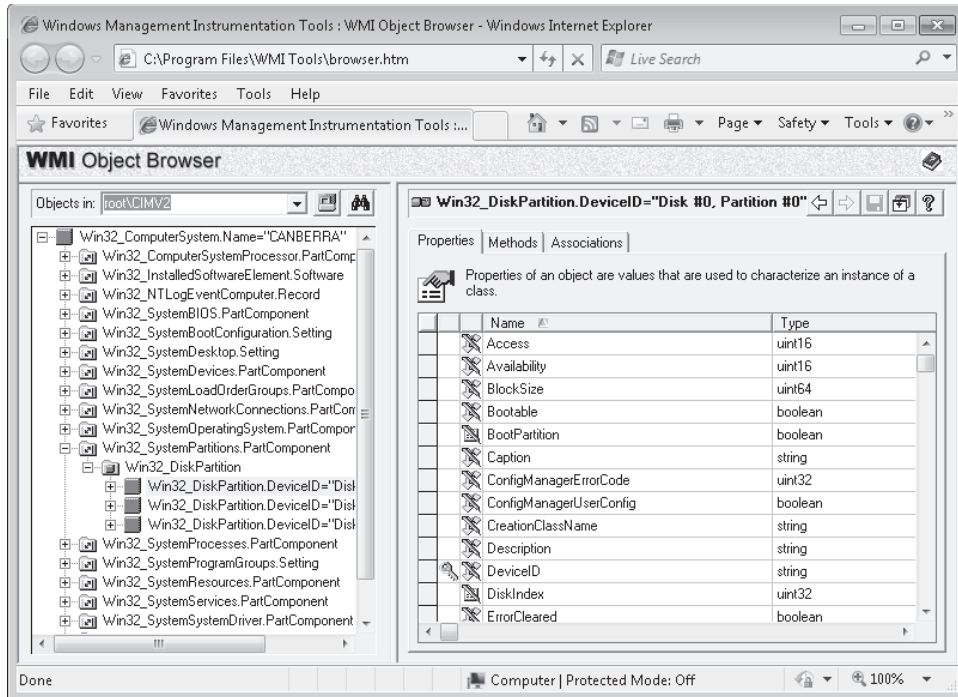 Windows Management Instrumentation Tools : WMI Object Browser - Windows Internet Explorer
C:\Program Files\WMI Tools\browser.htm
Live Search
File Edit View Favorites Tools Help
Favorites Windows Management Instrumentation Tools :... Page Safety Tools
WMI Object Browser
Objects in: root\CIMV2
Win32_ComputerSystem.Name="CANBERRA"
Win32_ComputerSystemProcessor.PartComp
Win32_InstalledSoftwareElement.Software
Win32_NTLogEventComputer.Record
Win32_SystemBIOS.PartComponent
Win32_SystemBootConfiguration.Setting
Win32_SystemDesktop.Setting
Win32_SystemDevices.PartComponent
Win32_SystemLoadOrderGroups.PartCompo
Win32_SystemNetworkConnections.PartCom
Win32_SystemOperatingSystem.PartCompor
Win32_SystemPartitions.PartComponent
Win32_DiskPartition
Win32_DiskPartition.DeviceID="Disk
Win32_DiskPartition.DeviceID="Disk
Win32_DiskPartition.DeviceID="Disk
Win32_SystemProcesses.PartComponent
Win32_SystemProgramGroups.Setting
Win32_SystemResources.PartComponent
Win32_SystemServices.PartComponent
Win32_SystemSystemDriver.PartComponent
Win32_DiskPartition.DeviceID="Disk #0, Partition #0"
Properties Methods Associations
Properties of an object are values that are used to characterize an instance of a
class.
Name Type
Access uint16
Availability uint16
BlockSize uint64
Bootable boolean
BootPartition boolean
Caption string
ConfigManagerErrorCode uint32
ConfigManagerUserConfig boolean
CreationClassName string
Description string
DeviceID string
DiskIndex uint32
ErrorCleared boolean
Done Computer | Protected Mode: Off 100%